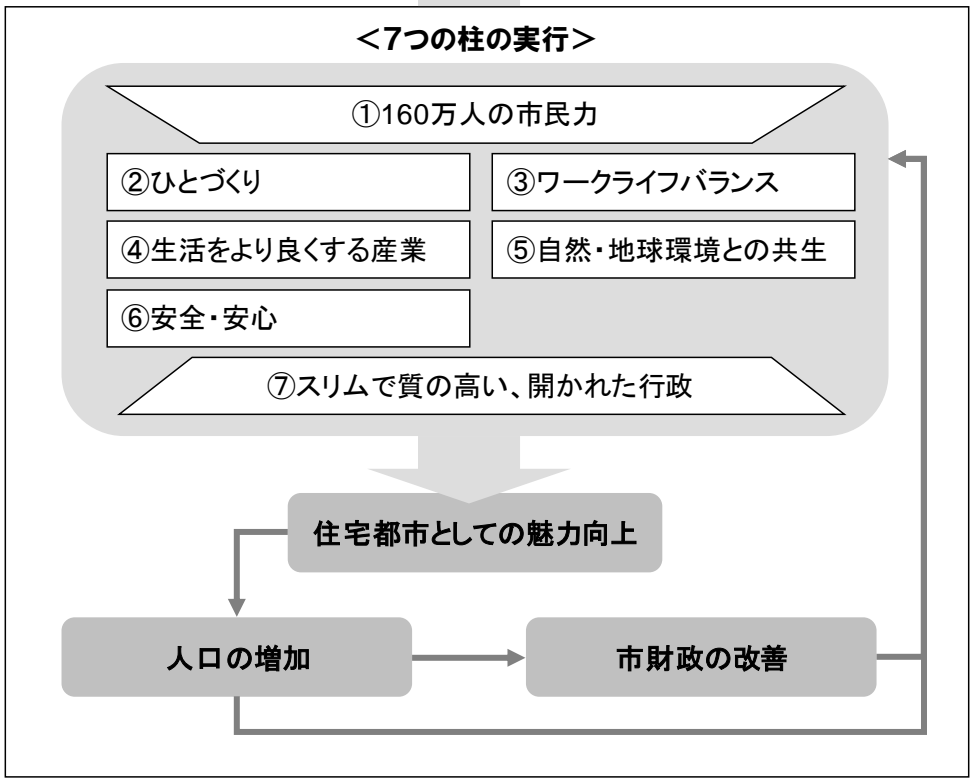 ＜7つの柱の実行＞
①160万人の市民力
②ひとづくり
③ワークライフバランス
④生活をより良くする産業
⑤自然・地球環境との共生
⑥安全・安心
⑦スリムで質の高い、開かれた行政
住宅都市としての魅力向上
人口の増加
市財政の改善